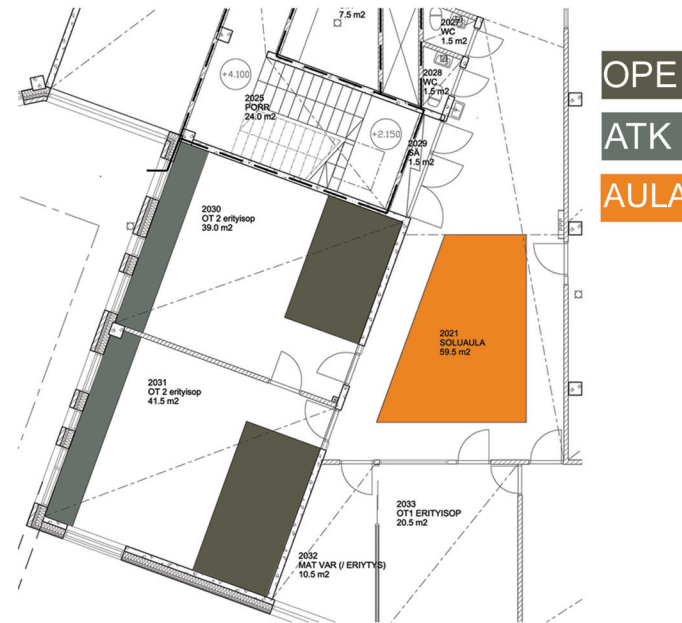 7.5 m2
2027
WC
1.5 m2
2028
WC
1.5 m2
+4.100
2025
PORR
24.0 m2
+2.150
2029
SÄ
1.5 m2
OPE
ATK
AULA
2030
OT 2 erityisop
39.0 m2
2021
SOLUAULA
59.5 m2
2031
OT 2 erityisop
41.5 m2
2033
OT1 ERITYISOP
20.5 m2
2032
MAT VAR (/ ERIYTYS)
10.5 m2